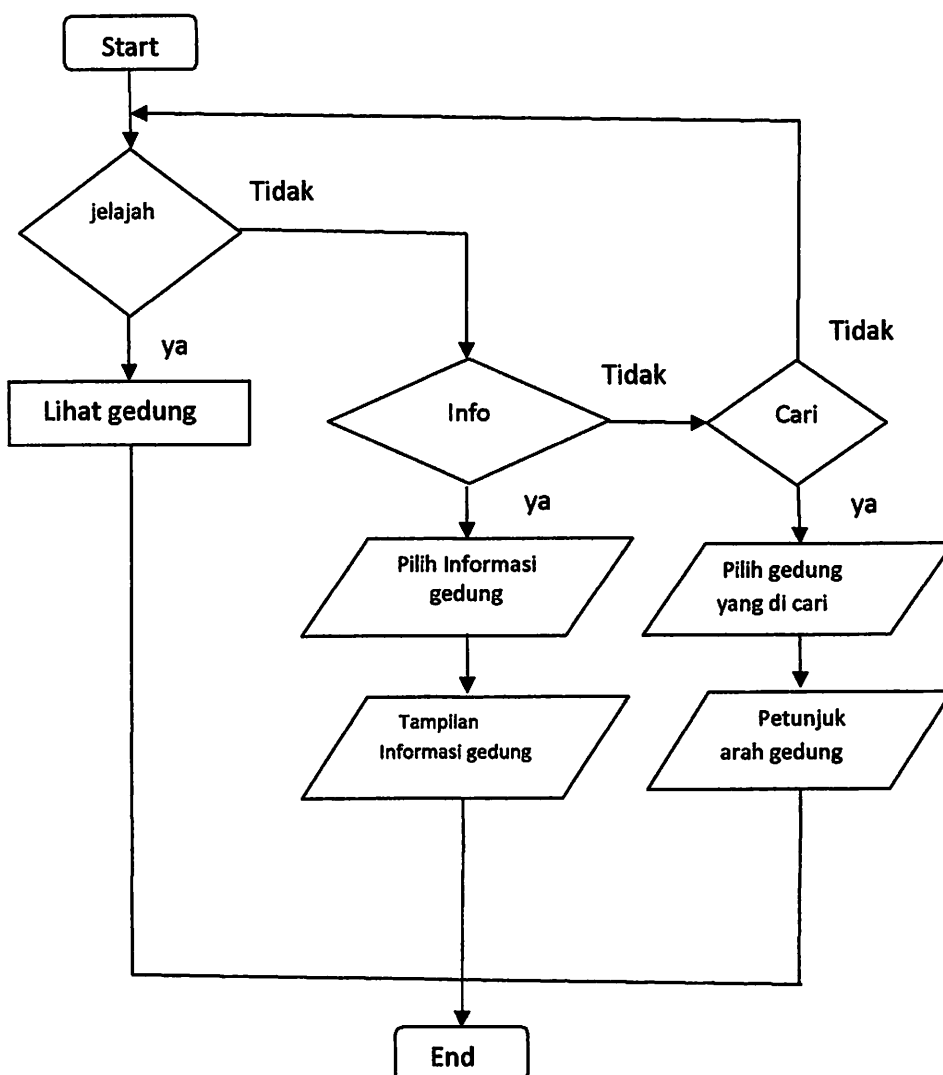 Start
jelajah
Tidak
ya
Lihat gedung
Info
Tidak
Cari
Tidak
ya
ya
Pilih Informasi
gedung
Pilih gedung
yang di cari
Tampilan
Informasi gedung
Petunjuk
arah gedung
End